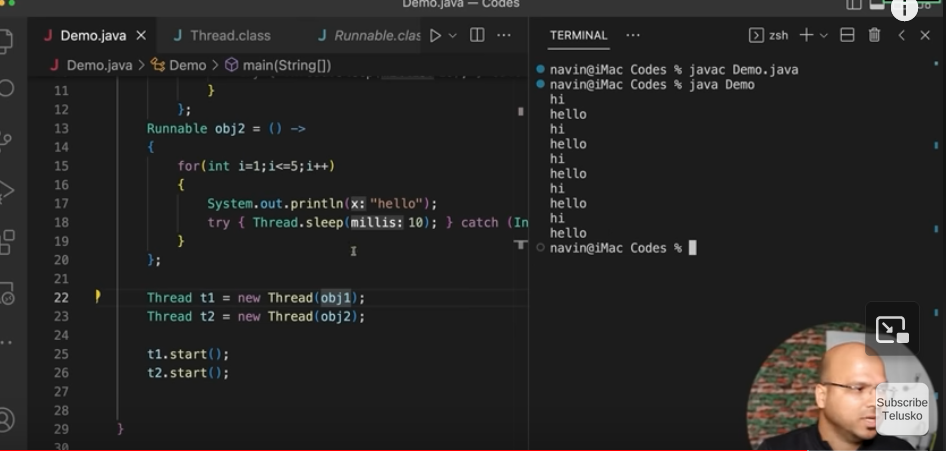 Demo.java — Codes
Demo.java
Thread.class
Runnable.clas
Demo.java > Demo > main(String[])
11 }
12 };
13 Runnable obj2 = () ->
14 {
15 for(int i=1;i<=5;i++)
16 {
17 System.out.println(x: "hello");
18 try { Thread.sleep(millis: 10); } catch (In
19 }
20 };
21
22 Thread t1 = new Thread(obj1);
23 Thread t2 = new Thread(obj2);
24
25 t1.start();
26 t2.start();
27
28
29 }
30
TERMINAL
zsh
navin@iMac Codes % javac Demo.java
navin@iMac Codes % java Demo
hi
hello
hi
hello
hi
hello
hi
hello
hi
hello
navin@iMac Codes %
Subscribe
Telusko